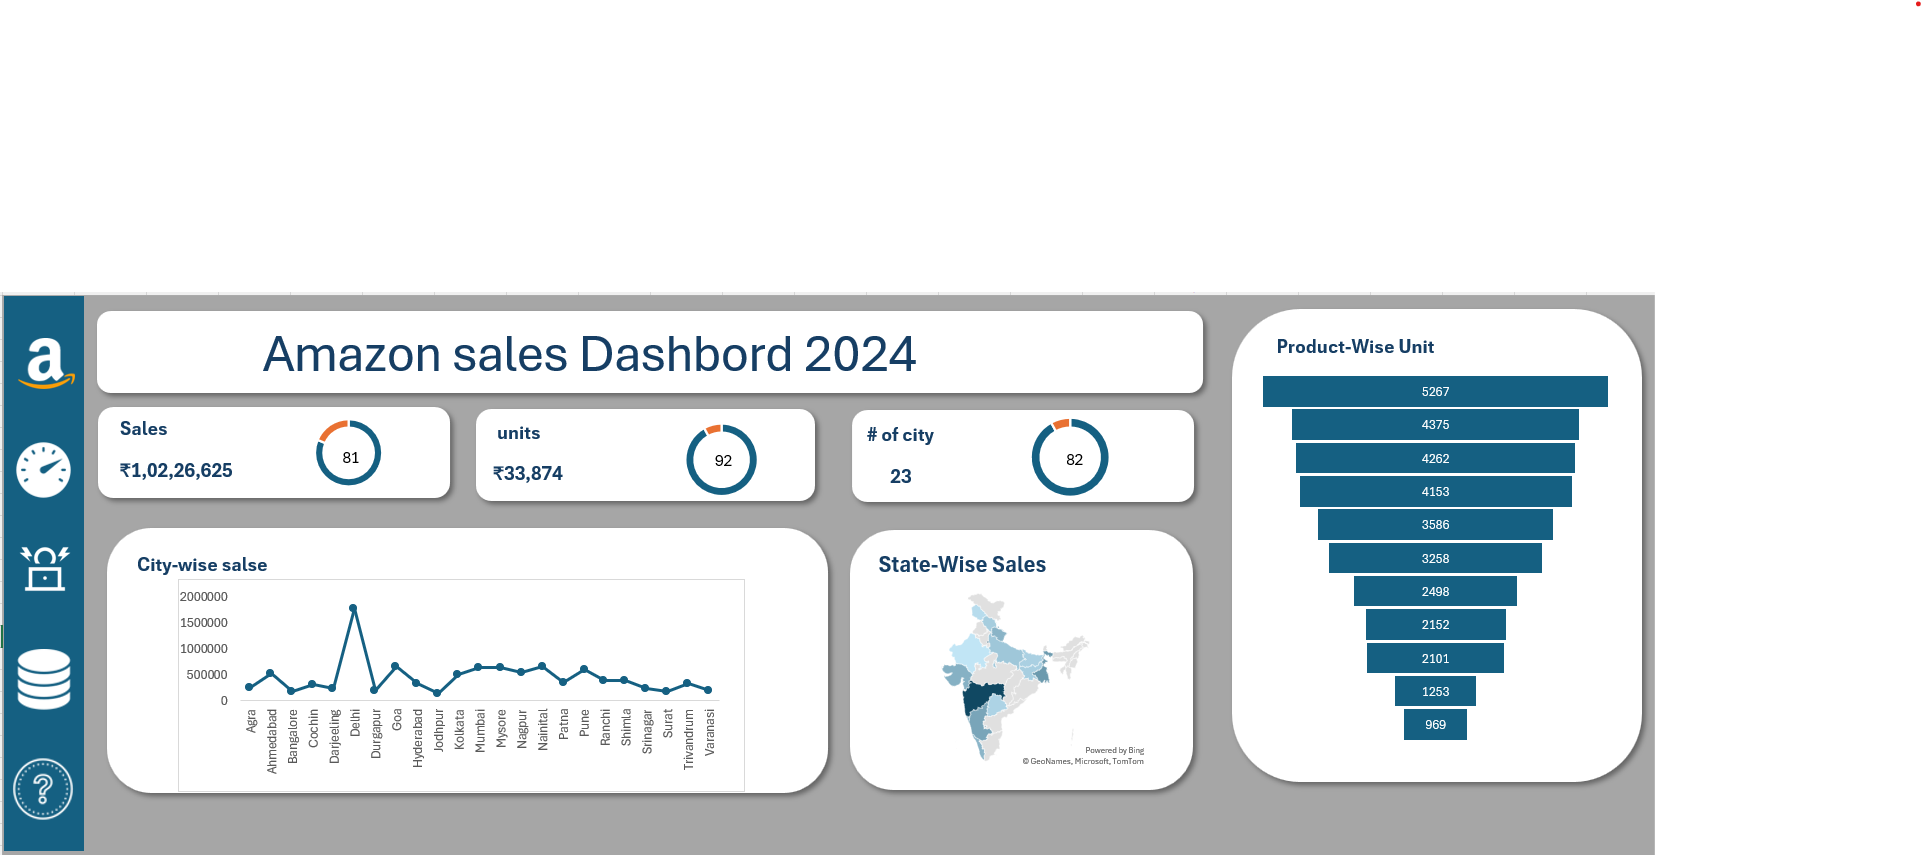 Amazon sales Dashbord 2024
Sales
₹1,02,26,625
81
units
₹33,874
92
# of city
23
82
City-wise salse
2000000
1500000
1000000
500000
0
Agra
Ahmedabad
Bangalore
Cochin
Darjeeling
Delhi
Durgapur
Goa
Hyderabad
Jodhpur
Kolkata
Mumbai
Mysore
Nagpur
Nainital
Patna
Pune
Ranchi
Shimla
Srinagar
Surat
Trivandrum
Varanasi
State-Wise Sales
Powered by Bing
© GeoNames, Microsoft, TomTom
Product-Wise Unit
5267
4375
4262
4153
3586
3258
2498
2152
2101
1253
969
a
?